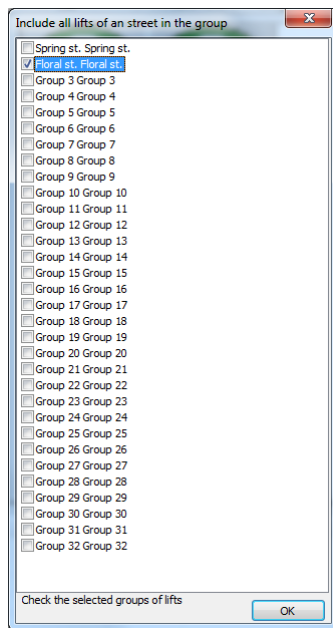 Include all lifts of an street in the group
Spring st. Spring st.
Floral st. Floral st.
Group 3 Group 3
Group 4 Group 4
Group 5 Group 5
Group 6 Group 6
Group 7 Group 7
Group 8 Group 8
Group 9 Group 9
Group 10 Group 10
Group 11 Group 11
Group 12 Group 12
Group 13 Group 13
Group 14 Group 14
Group 15 Group 15
Group 16 Group 16
Group 17 Group 17
Group 18 Group 18
Group 19 Group 19
Group 20 Group 20
Group 21 Group 21
Group 22 Group 22
Group 23 Group 23
Group 24 Group 24
Group 25 Group 25
Group 26 Group 26
Group 27 Group 27
Group 28 Group 28
Group 29 Group 29
Group 30 Group 30
Group 31 Group 31
Group 32 Group 32
Check the selected groups of lifts
OK